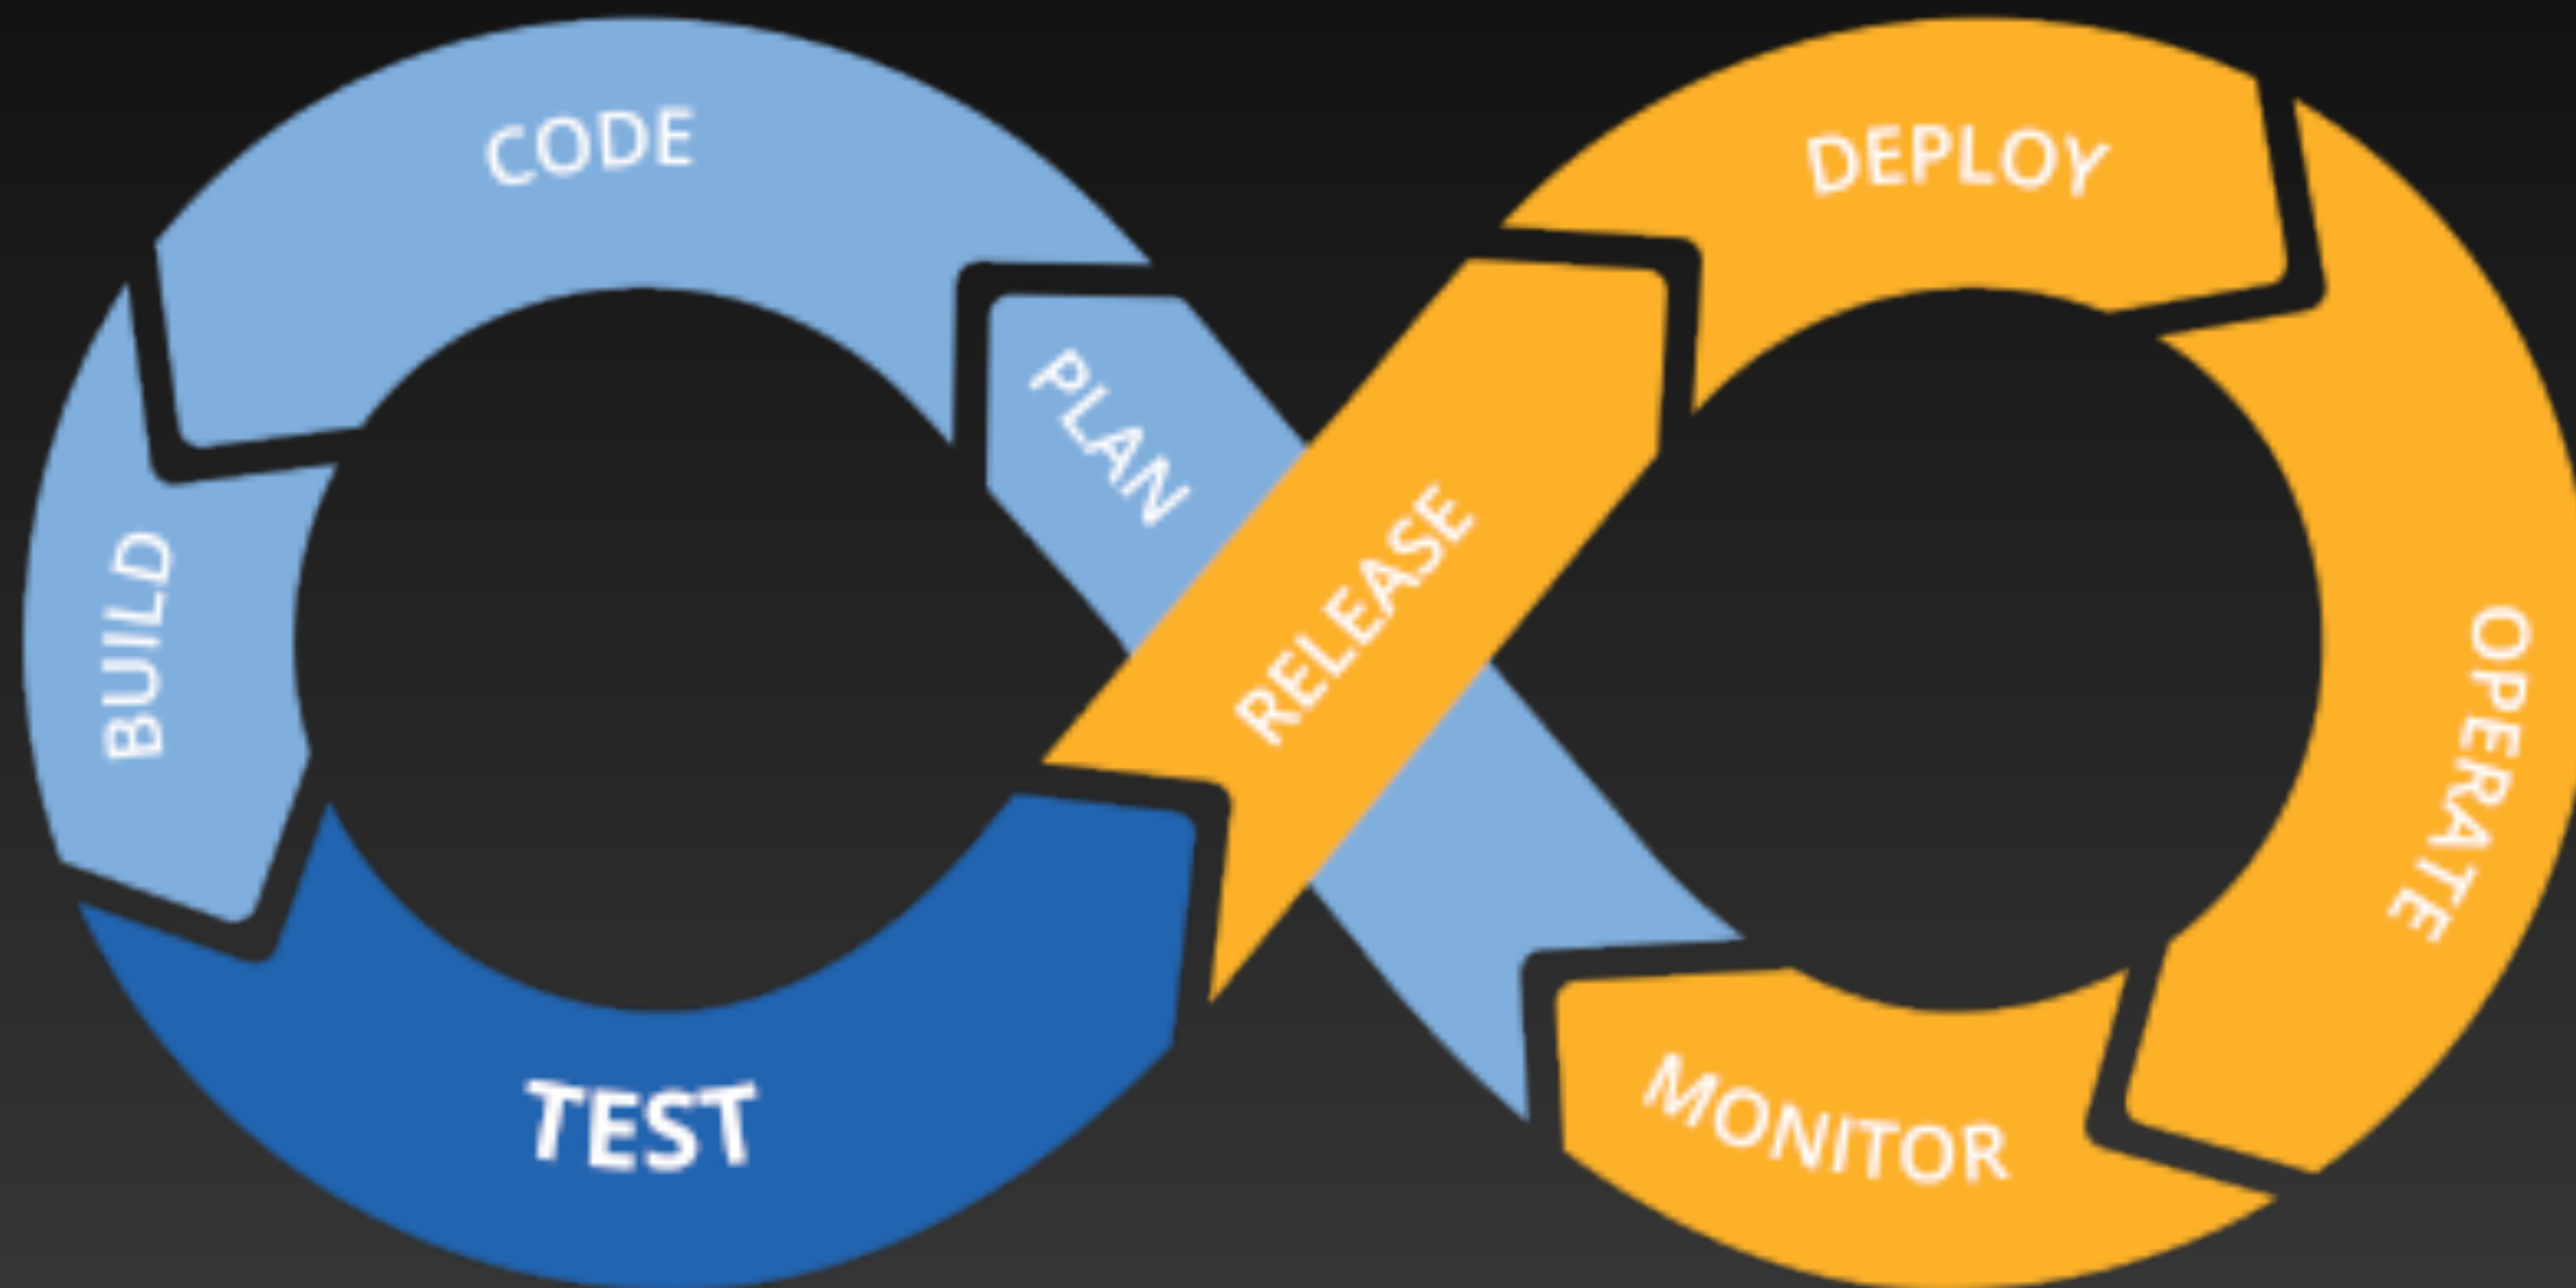 CODE
DEPLOY
PLAN
RELEASE
BUILD
OPERATE
TEST
MONITOR